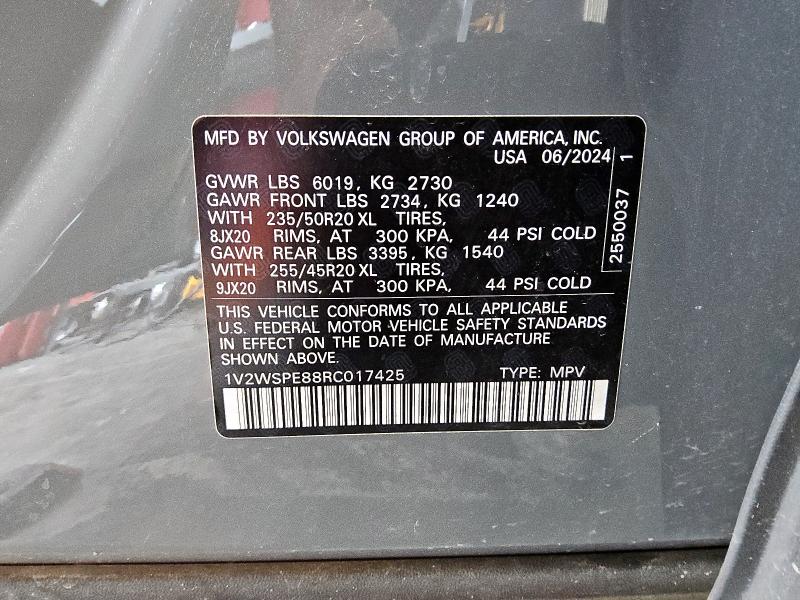 MFD BY VOLKSWAGEN GROUP OF AMERICA, INC.
USA 06/2024
GVWR LBS 6019, KG 2730
GAWR FRONT LBS 2734, KG 1240
WITH 235/50R20 XL TIRES,
8JX20 RIMS, AT 300 KPA, 44 PSI COLD
GAWR REAR LBS 3395, KG 1540
WITH 255/45R20 XL TIRES,
9JX20 RIMS, AT 300 KPA, 44 PSI COLD
2550037 1
THIS VEHICLE CONFORMS TO ALL APPLICABLE
U.S. FEDERAL MOTOR VEHICLE SAFETY STANDARDS
IN EFFECT ON THE DATE OF MANUFACTURE
SHOWN ABOVE.
1V2WSPE88RC017425 TYPE: MPV